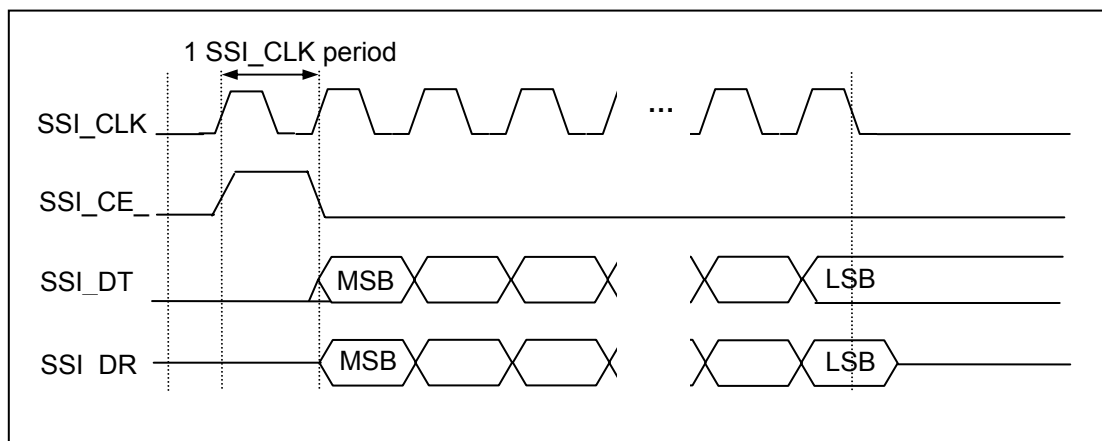 1 SSI_CLK period
SSI_CLK
...
SSI_CE_
SSI_DT
MSB
LSB
SSI DR
MSB
LSB